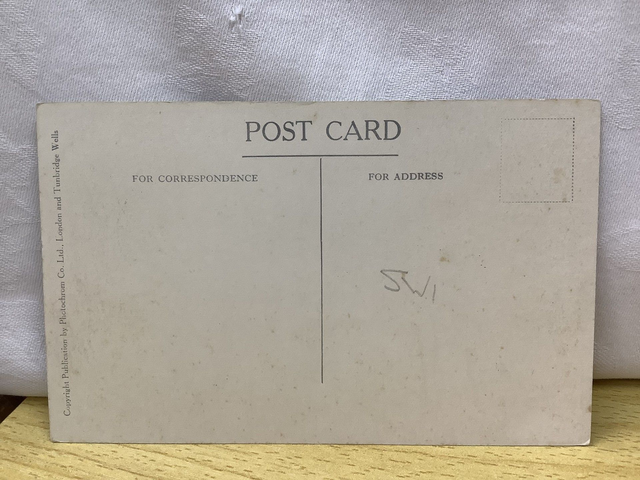 POST CARD
FOR CORRESPONDENCE
FOR ADDRESS
SW1
Copyright Publication by Photochrom Co. Ltd., London and Tunbridge Wells